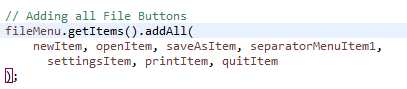 // Adding all File Buttons
fileMenu.getItems().addAll(
newItem, openItem, saveAsItem, separatorMenuItem1,
settingsItem, printItem, quitItem
);